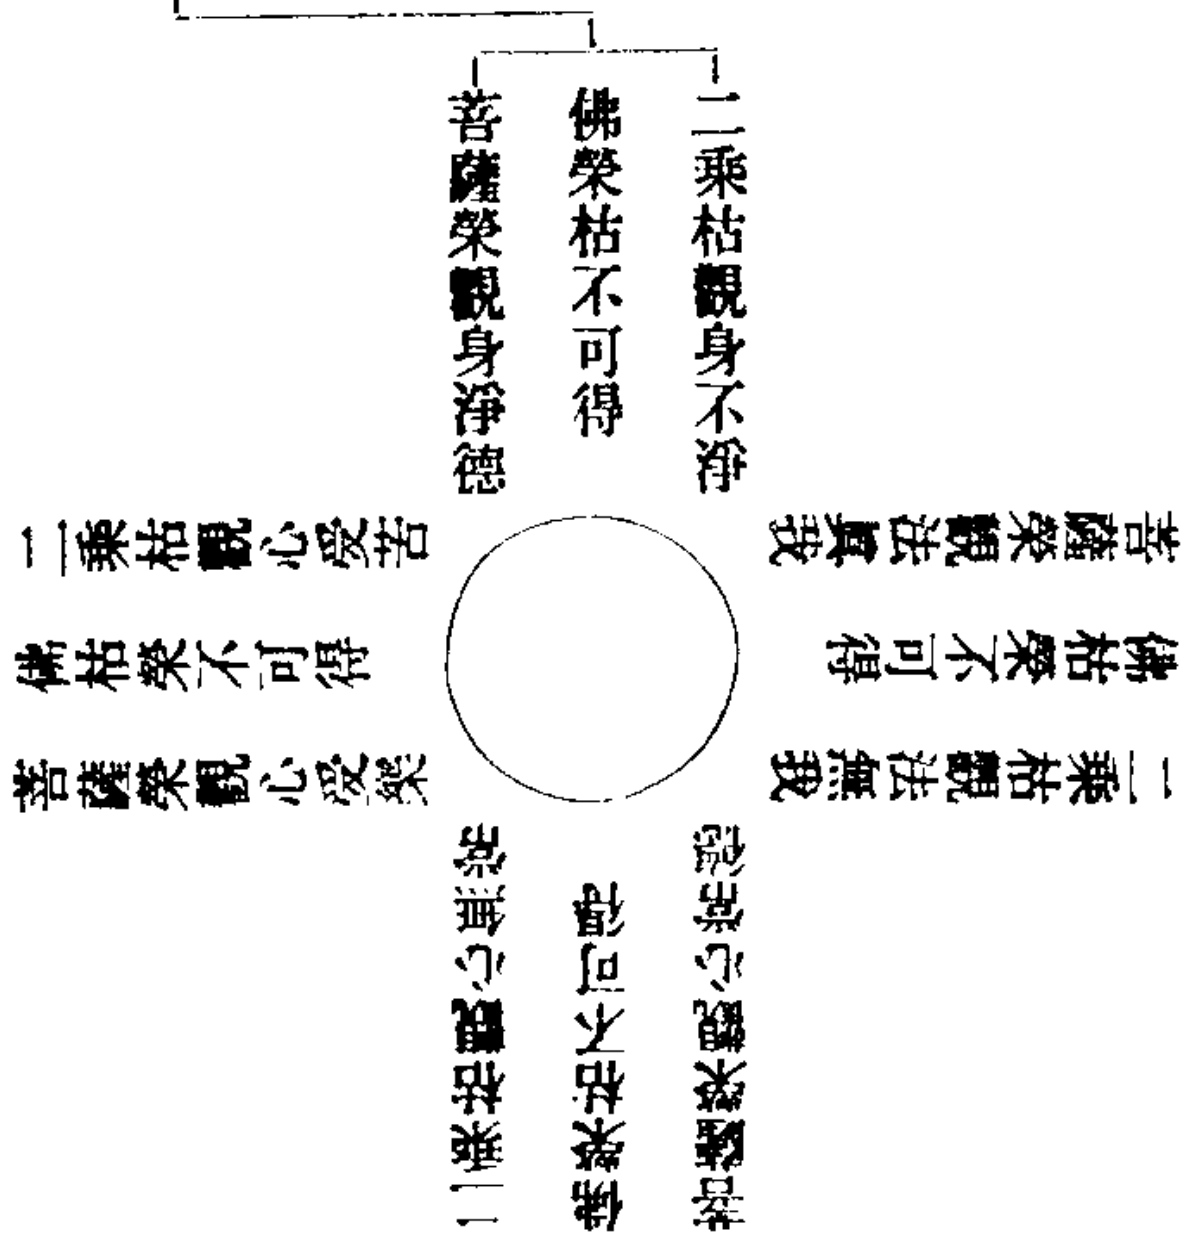 二乘枯觀身不淨
佛榮枯不可得
菩薩榮觀身淨德
菩薩榮觀法真我
佛枯榮不可得
二乘枯觀法無我
菩薩榮觀心常德
佛榮枯不可得
二乘枯觀心無常
二乘枯觀心受苦
佛枯榮不可得
菩薩榮觀心受樂